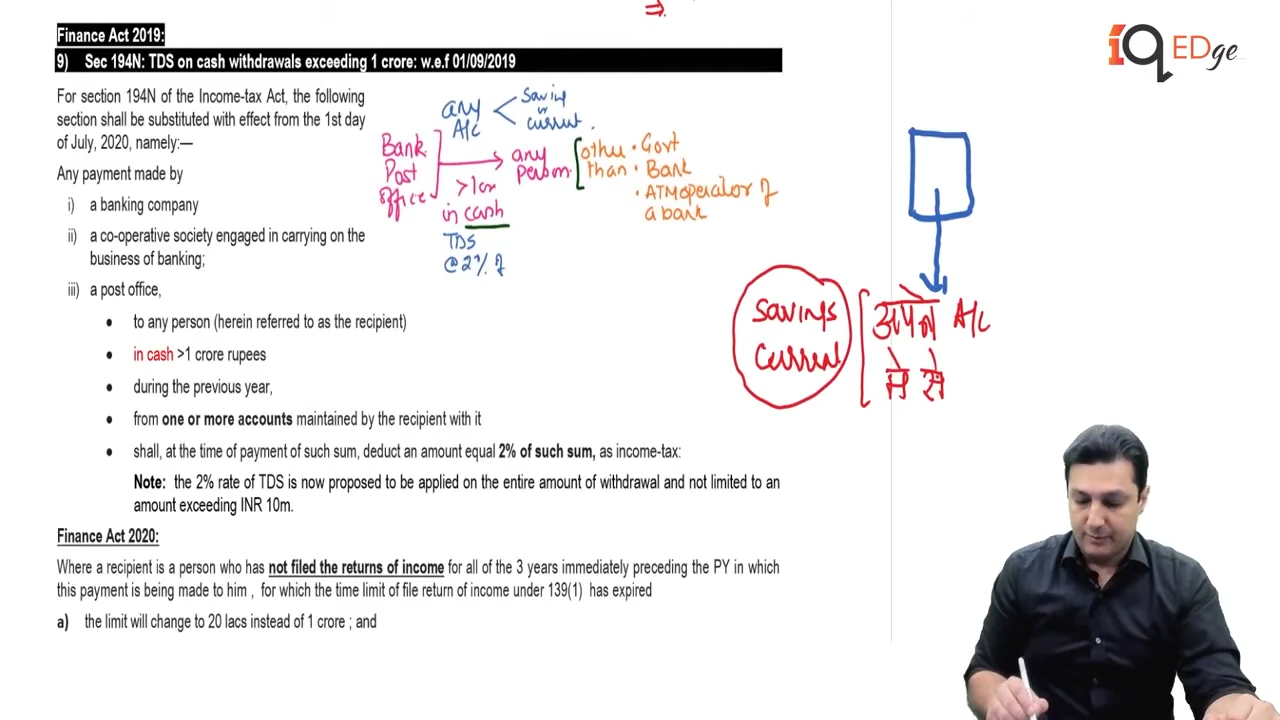 Finance Act 2019:
9) Sec 194N: TDS on cash withdrawals exceeding 1 crore: w.e.f 01/09/2019
iQ EDge
For section 194N of the Income-tax Act, the following
section shall be substituted with effect from the 1st day
of July, 2020, namely:—
Any payment made by
i) a banking company
ii) a co-operative society engaged in carrying on the
business of banking;
iii) a post office,
any A/c
Saving
or
current.
Bank
Post
office
>1cr
in cash
TDS
@2%
any
person
other than
• Govt
• Bank
• ATM operator of
a bank
Savings
Current
अपने A/c
में से
• to any person (herein referred to as the recipient)
• in cash >1 crore rupees
• during the previous year,
• from one or more accounts maintained by the recipient with it
• shall, at the time of payment of such sum, deduct an amount equal 2% of such sum, as income-tax:
Note: the 2% rate of TDS is now proposed to be applied on the entire amount of withdrawal and not limited to an
amount exceeding INR 10m.
Finance Act 2020:
Where a recipient is a person who has not filed the returns of income for all of the 3 years immediately preceding the PY in which
this payment is being made to him , for which the time limit of file return of income under 139(1) has expired
a) the limit will change to 20 lacs instead of 1 crore ; and